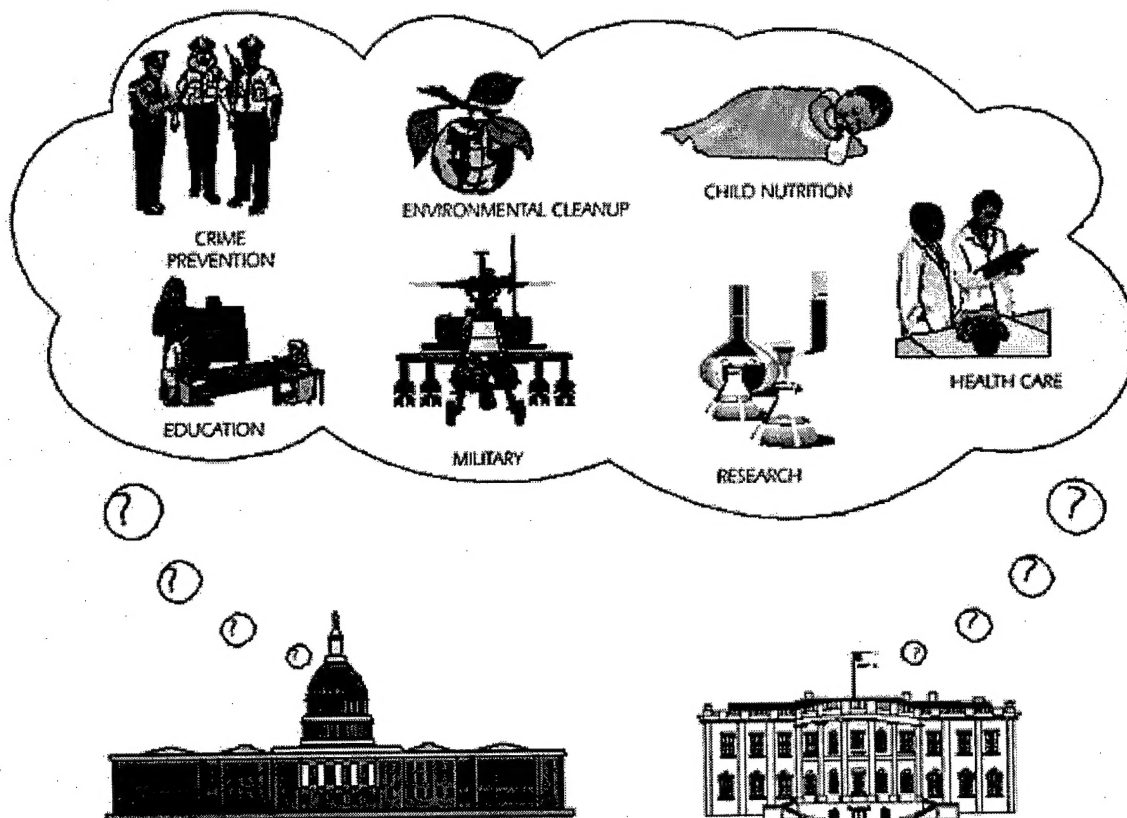 CRIME
PREVENTION
ENVIRONMENTAL CLEANUP
CHILD NUTRITION
HEALTH CARE
EDUCATION
MILITARY
RESEARCH
?
?
?
?
?
?
?
?